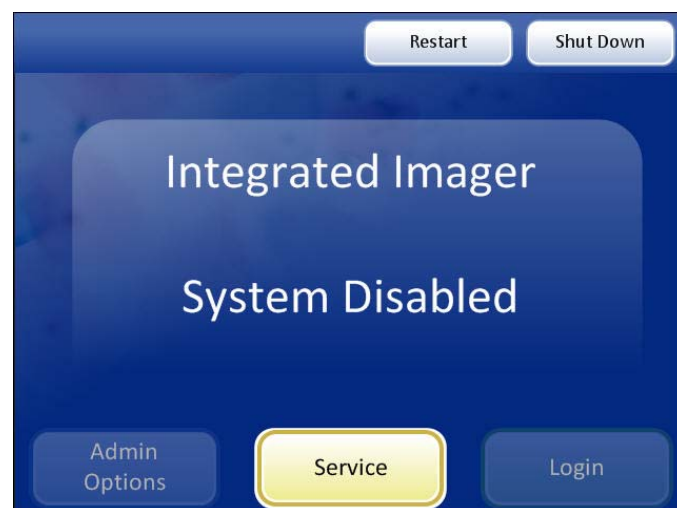 Restart
Shut Down
Integrated Imager
System Disabled
Admin
Options
Service
Login